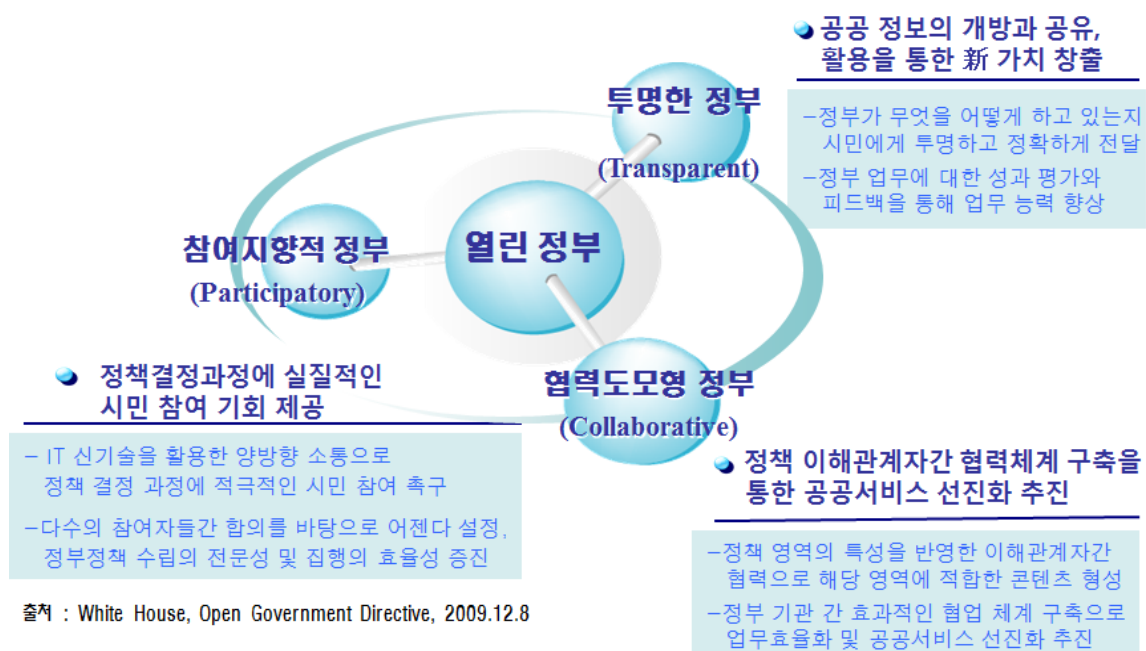 공공 정보의 개방과 공유,
활용을 통한 新 가치 창출
–정부가 무엇을 어떻게 하고 있는지
시민에게 투명하고 정확하게 전달
–정부 업무에 대한 성과 평가와
피드백을 통해 업무 능력 향상
투명한 정부
(Transparent)
열린 정부
참여지향적 정부
(Participatory)
협력도모형 정부
(Collaborative)
정책결정과정에 실질적인
시민 참여 기회 제공
– IT 신기술을 활용한 양방향 소통으로
정책 결정 과정에 적극적인 시민 참여 촉구
–다수의 참여자들간 합의를 바탕으로 어젠다 설정,
정부정책 수립의 전문성 및 집행의 효율성 증진
정책 이해관계자간 협력체계 구축을
통한 공공서비스 선진화 추진
–정책 영역의 특성을 반영한 이해관계자간
협력으로 해당 영역에 적합한 콘텐츠 형성
–정부 기관 간 효과적인 협업 체계 구축으로
업무효율화 및 공공서비스 선진화 추진
출처 : White House, Open Government Directive, 2009.12.8